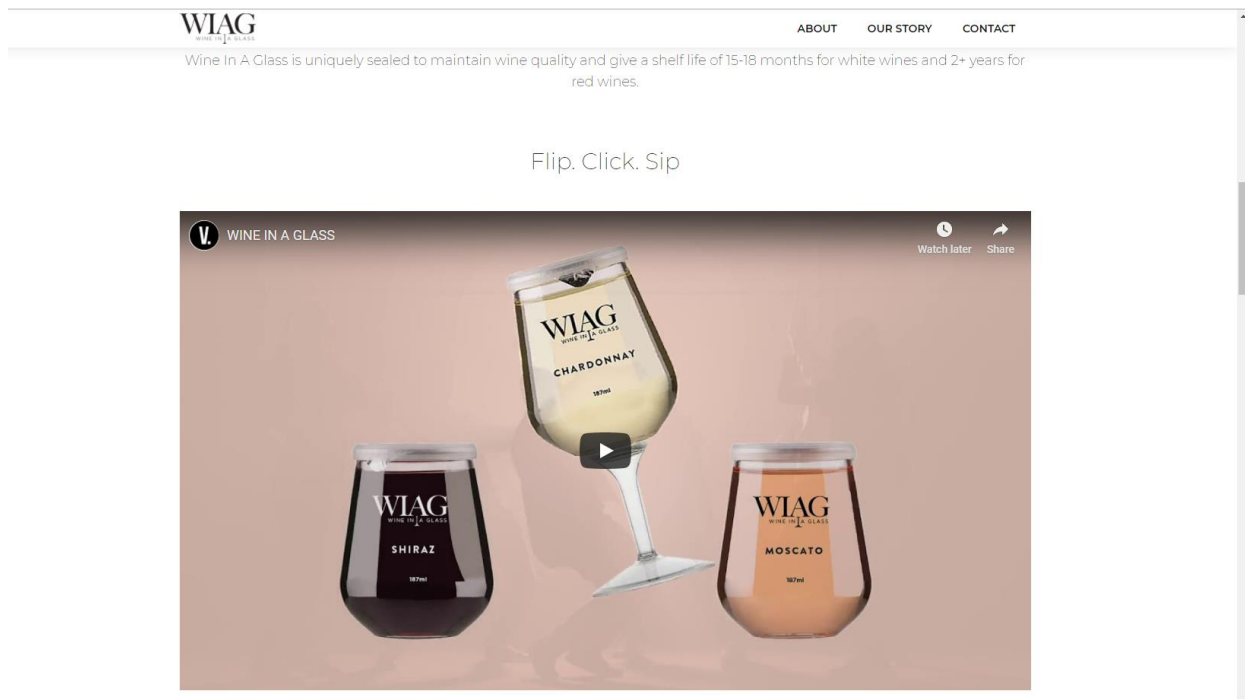 WIAG
WINE IN A GLASS
ABOUT OUR STORY CONTACT
Wine In A Glass is uniquely sealed to maintain wine quality and give a shelf life of 15-18 months for white wines and 2+ years for
red wines.
Flip. Click. Sip
V. WINE IN A GLASS
Watch later Share
WIAG
WINE IN A GLASS
CHARDONNAY
187ml
WIAG
WINE IN A GLASS
SHIRAZ
187ml
WIAG
WINE IN A GLASS
MOSCATO
187ml